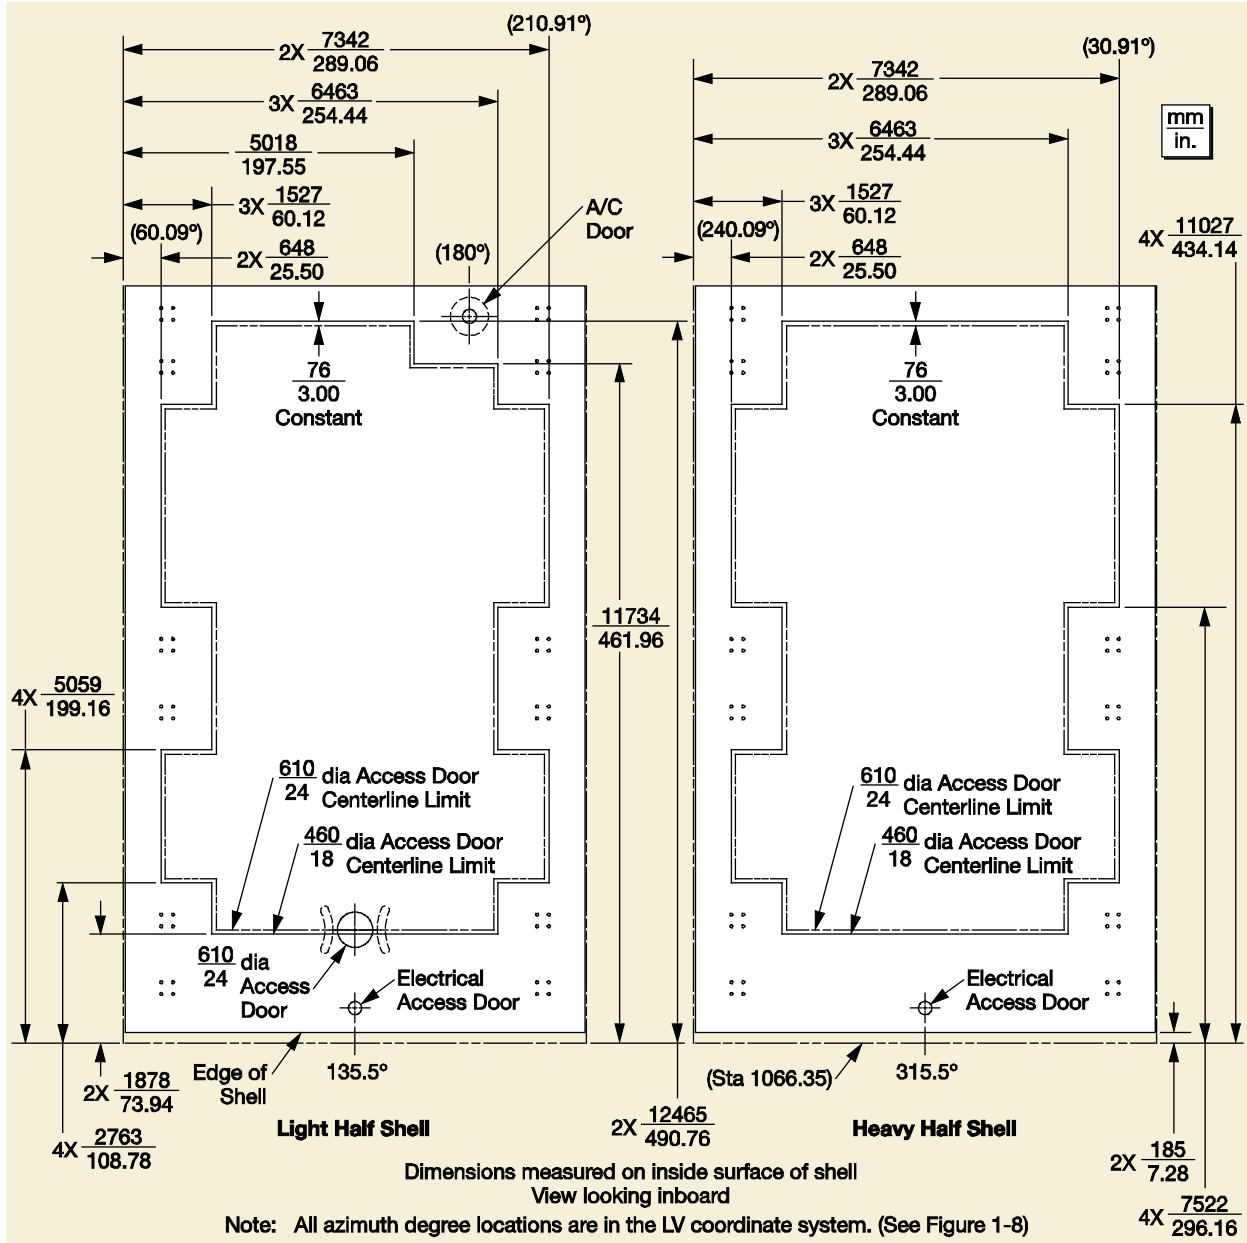 (210.91°)
2X 7342
289.06
3X 6463
254.44
5018
197.55
3X 1527
60.12
(60.09°)
2X 648
25.50
(180°)
A/C
Door
76
3.00
Constant
4X 5059
199.16
610
24
dia Access Door
Centerline Limit
460
18
dia Access Door
Centerline Limit
610
24
dia
Access
Door
Electrical
Access Door
Edge of
Shell
135.5°
2X 1878
73.94
4X 2763
108.78
Light Half Shell
11734
461.96
2X 12465
490.76
(30.91°)
2X 7342
289.06
mm
in.
3X 6463
254.44
3X 1527
60.12
(240.09°)
2X 648
25.50
4X 11027
434.14
76
3.00
Constant
610
24
dia Access Door
Centerline Limit
460
18
dia Access Door
Centerline Limit
Electrical
Access Door
(Sta 1066.35)
315.5°
Heavy Half Shell
2X 185
7.28
4X 7522
296.16
Dimensions measured on inside surface of shell
View looking inboard
Note: All azimuth degree locations are in the LV coordinate system. (See Figure 1-8)